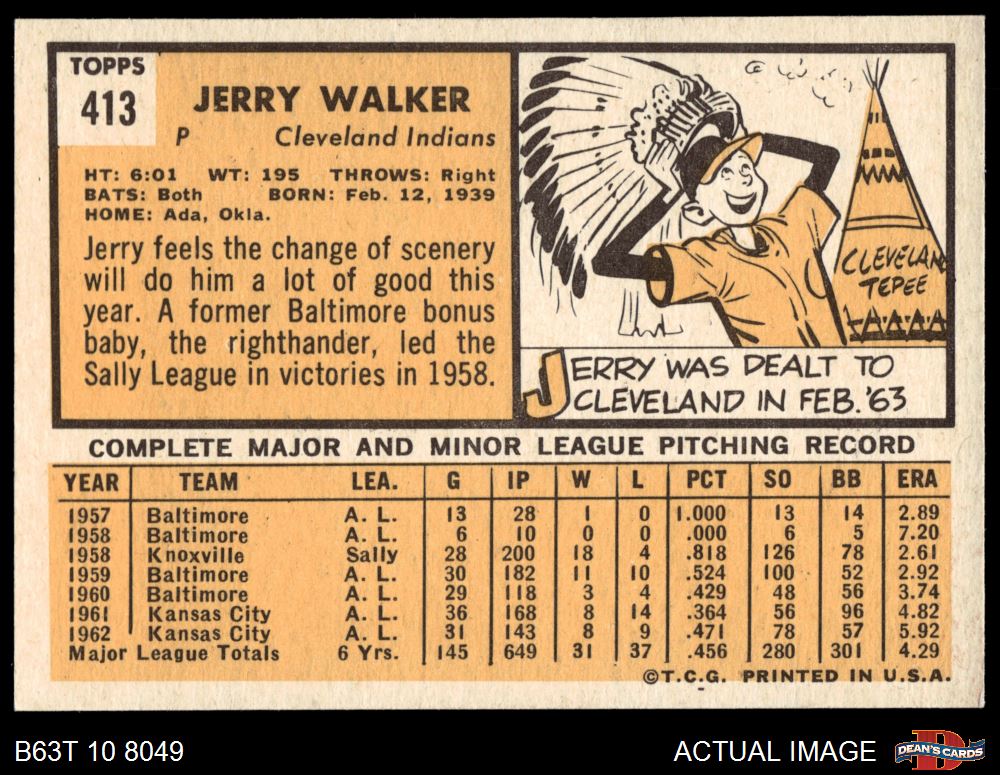 TOPPS
413
JERRY WALKER
P Cleveland Indians
HT: 6:01 WT: 195 THROWS: Right
BATS: Both BORN: Feb. 12, 1939
HOME: Ada, Okla.
Jerry feels the change of scenery
will do him a lot of good this
year. A former Baltimore bonus
baby, the righthander, led the
Sally League in victories in 1958.
CLEVELAND
TEPEE
JERRY WAS DEALT TO
CLEVELAND IN FEB. '63
COMPLETE MAJOR AND MINOR LEAGUE PITCHING RECORD
YEAR TEAM LEA. G IP W L PCT SO BB ERA
1957 Baltimore A. L. 13 28 1 0 1.000 13 14 2.89
1958 Baltimore A. L. 6 10 0 0 .000 6 5 7.20
1958 Knoxville Sally 28 200 18 4 .818 126 78 2.61
1959 Baltimore A. L. 30 182 11 10 .524 100 52 2.92
1960 Baltimore A. L. 29 118 3 4 .429 48 56 3.74
1961 Kansas City A. L. 36 168 8 14 .364 56 96 4.82
1962 Kansas City A. L. 31 143 8 9 .471 78 57 5.92
Major League Totals 6 Yrs. 145 649 31 37 .456 280 301 4.29
©T.C.G. PRINTED IN U.S.A.
B63T 10 8049 ACTUAL IMAGE DEAN'S CARDS